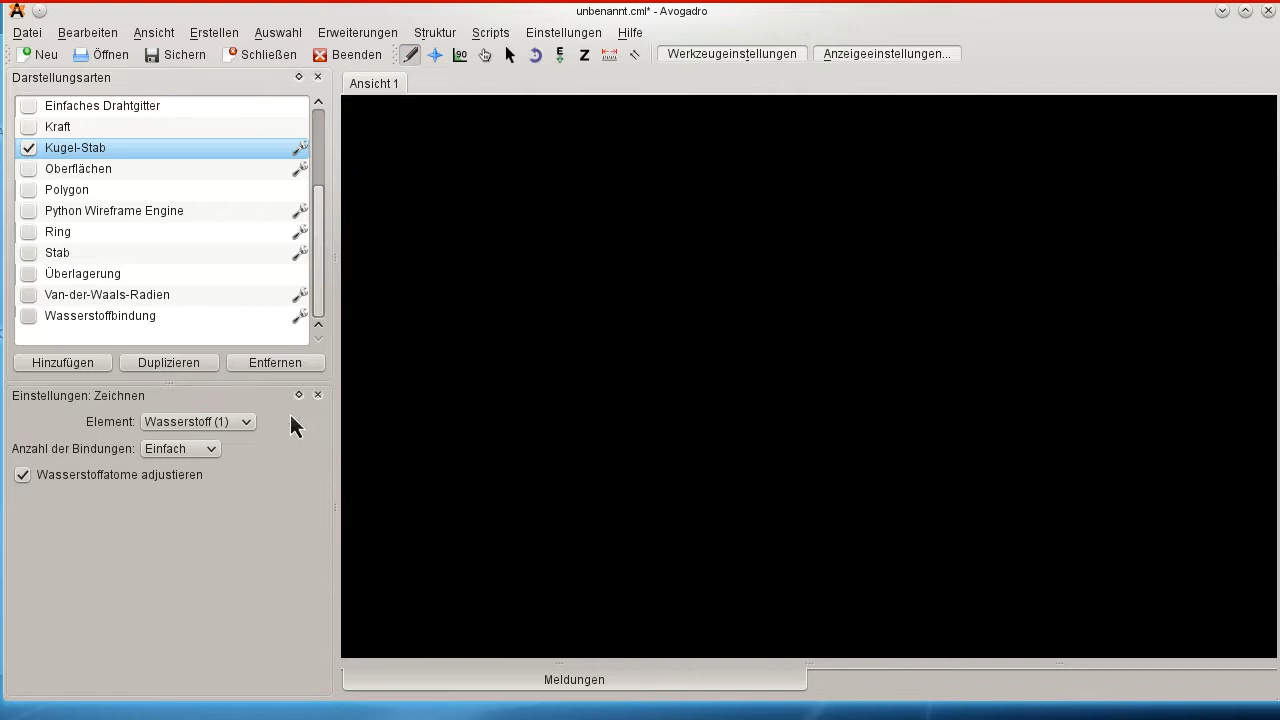 unbenannt.cml* - Avogadro
Datei Bearbeiten Ansicht Erstellen Auswahl Erweiterungen Struktur Scripts Einstellungen Hilfe
Neu Öffnen Sichern Schließen Beenden Werkzeugeinstellungen Anzeigeeinstellungen...
Darstellungsarten
Ansicht 1
Einfaches Drahtgitter
Kraft
Kugel-Stab
Oberflächen
Polygon
Python Wireframe Engine
Ring
Stab
Überlagerung
Van-der-Waals-Radien
Wasserstoffbindung
Hinzufügen Duplizieren Entfernen
Einstellungen: Zeichnen
Element: Wasserstoff (1)
Anzahl der Bindungen: Einfach
Wasserstoffatome adjustieren
Meldungen